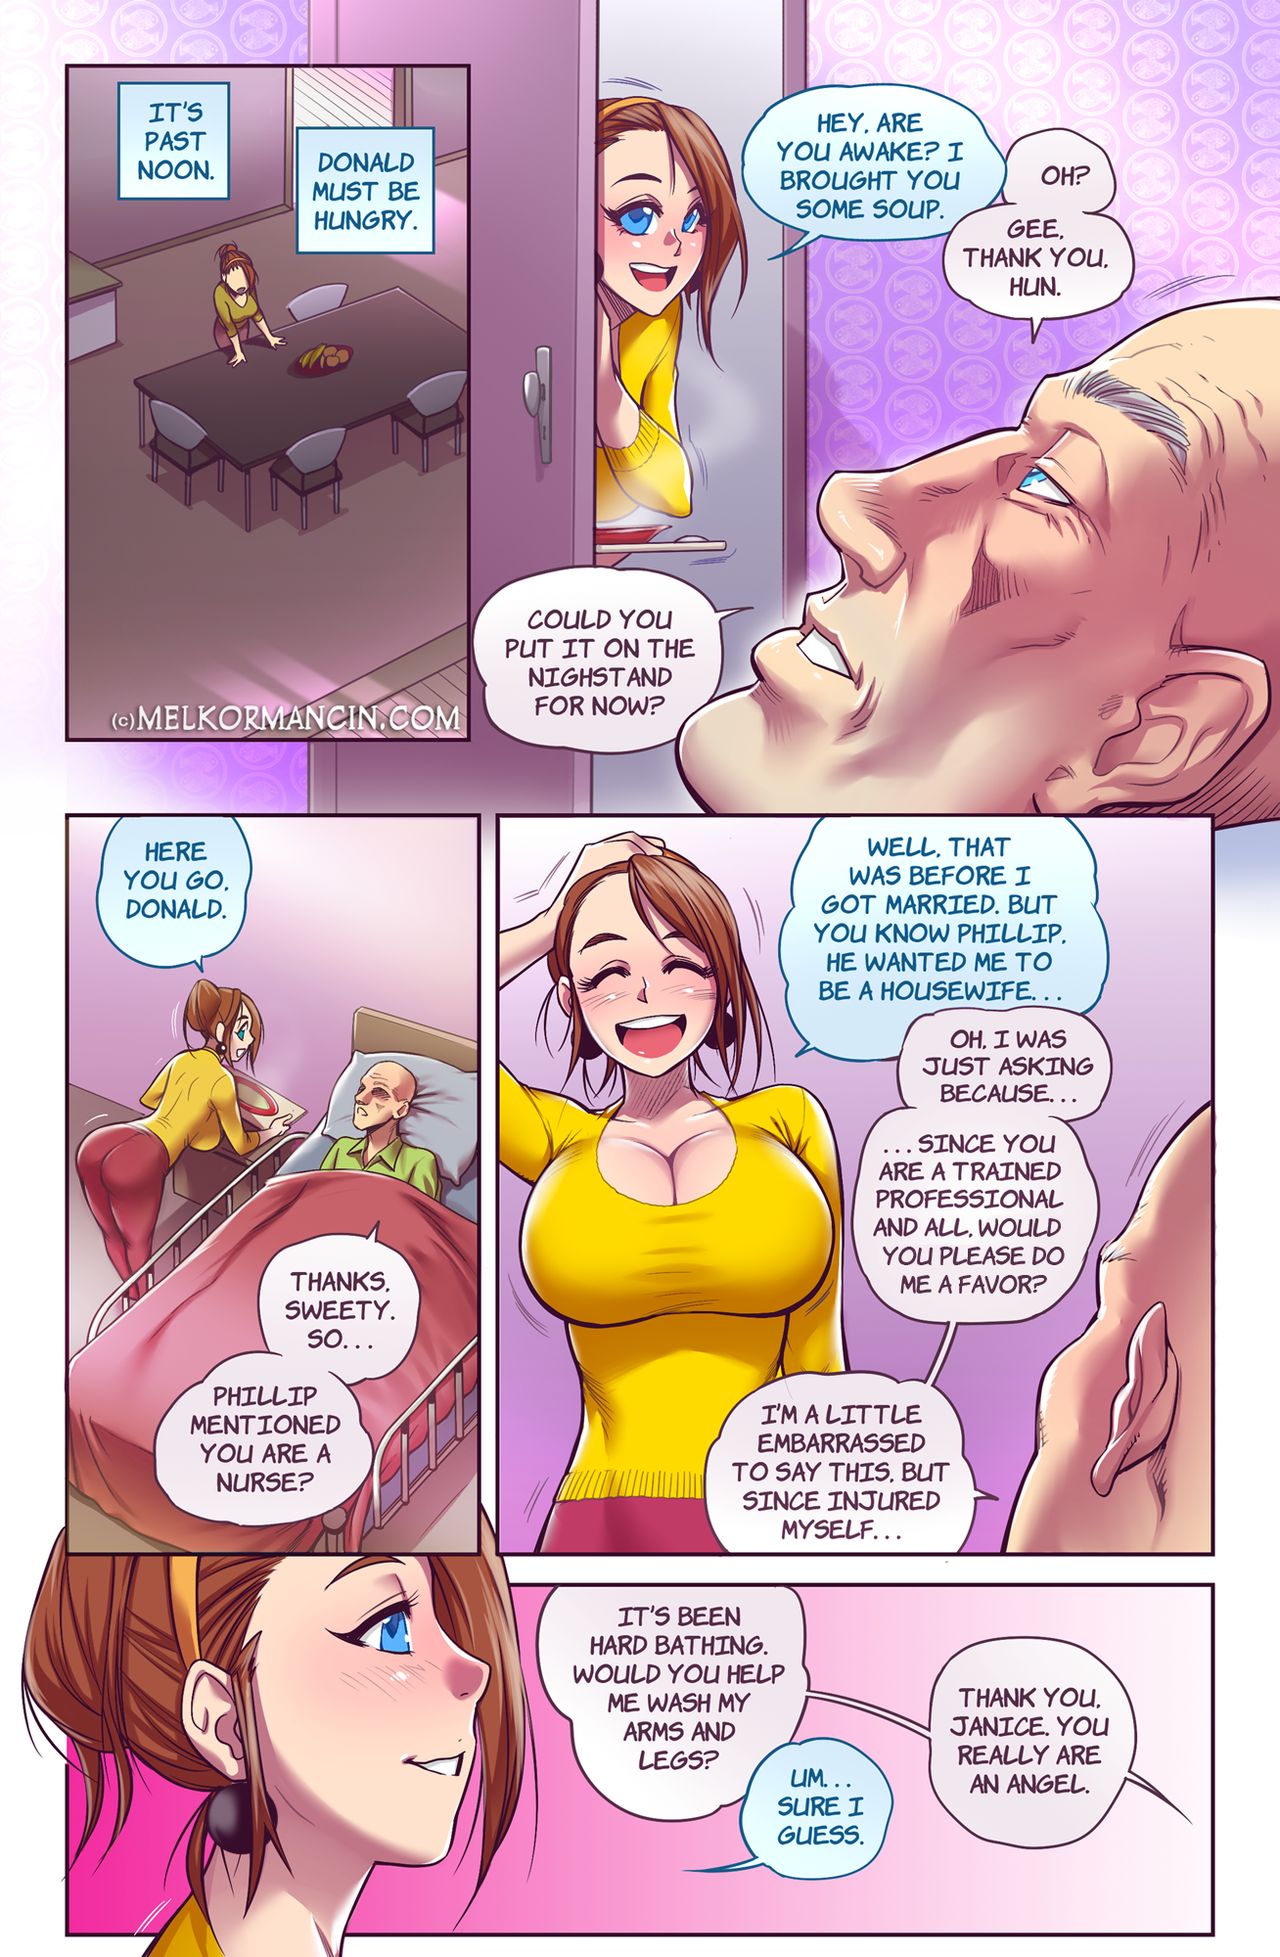 IT'S
PAST
NOON.
DONALD
MUST BE
HUNGRY.
HEY, ARE
YOU AWAKE? I
BROUGHT YOU
SOME SOUP.
OH?
GEE,
THANK YOU,
HUN.
COULD YOU
PUT IT ON THE
NIGHSTAND
FOR NOW?
(c)MELKORMANCIN.COM
HERE
YOU GO,
DONALD.
THANKS,
SWEETY.
SO...
PHILLIP
MENTIONED
YOU ARE A
NURSE?
WELL, THAT
WAS BEFORE I
GOT MARRIED. BUT
YOU KNOW PHILLIP,
HE WANTED ME TO
BE A HOUSEWIFE...
OH, I WAS
JUST ASKING
BECAUSE...
...SINCE YOU
ARE A TRAINED
PROFESSIONAL
AND ALL, WOULD
YOU PLEASE DO
ME A FAVOR?
I'M A LITTLE
EMBARRASSED
TO SAY THIS, BUT
SINCE INJURED
MYSELF...
IT'S BEEN
HARD BATHING.
WOULD YOU HELP
ME WASH MY
ARMS AND
LEGS?
UM...
SURE I
GUESS.
THANK YOU,
JANICE. YOU
REALLY ARE
AN ANGEL.